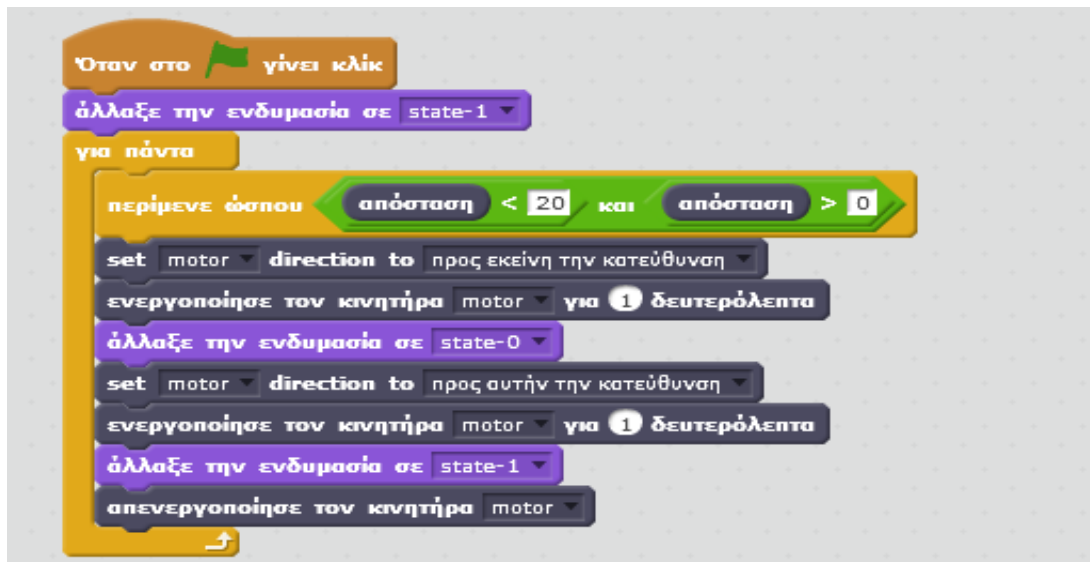 Όταν στο γίνει κλίκ
άλλαξε την ενδυμασία σε state-1
για πάντα
περίμενε ώσπου απόσταση < 20 και απόσταση > 0
set motor direction to προς εκείνη την κατεύθυνση
ενεργοποίησε τον κινητήρα motor για 1 δευτερόλεπτα
άλλαξε την ενδυμασία σε state-0
set motor direction to προς αυτήν την κατεύθυνση
ενεργοποίησε τον κινητήρα motor για 1 δευτερόλεπτα
άλλαξε την ενδυμασία σε state-1
απενεργοποίησε τον κινητήρα motor